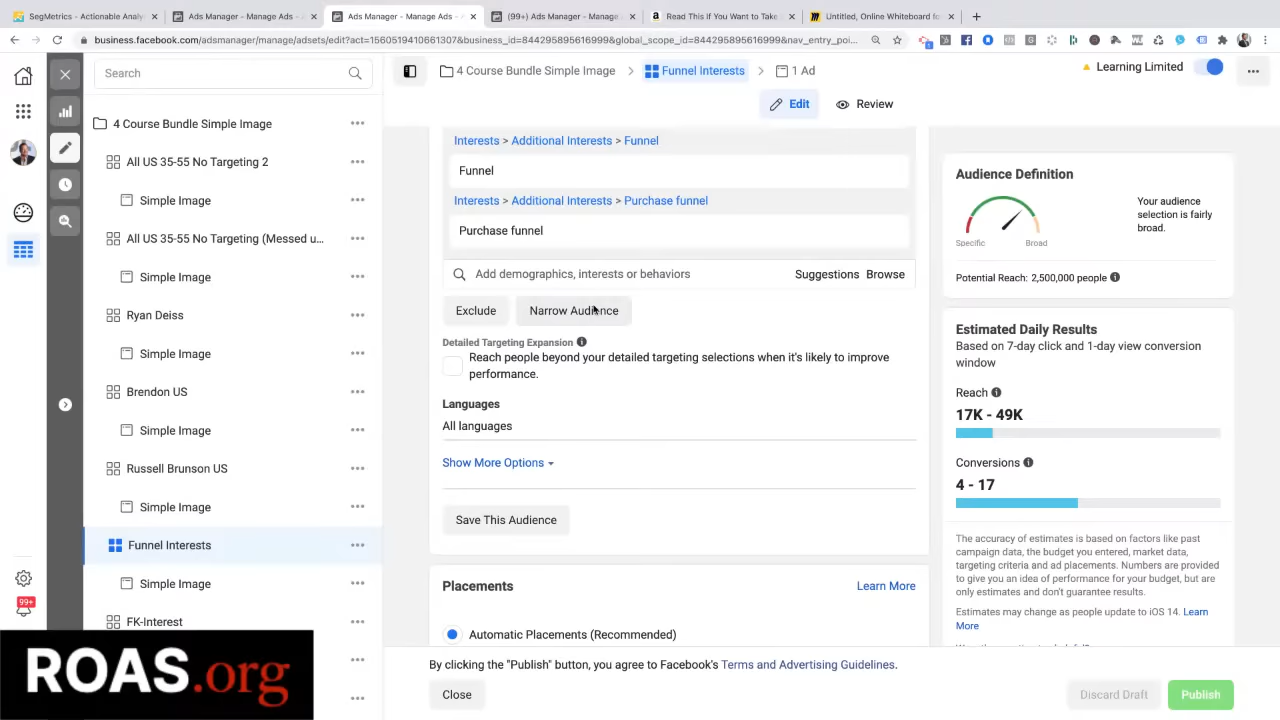 SegMetrics - Actionable Analyt
Ads Manager - Manage Ads -
Ads Manager - Manage Ads -
(99+) Ads Manager - Manage
Read This if You Want to Take
Untitled, Online Whiteboard fo
business.facebook.com/adsmanager/manage/adsets/edit?act=1560519410661307&business_id=844295895616999&global_scope_id=844295895616999&nav_entry_poi...
Search
4 Course Bundle Simple Image > Funnel Interests > 1 Ad
Learning Limited
Edit
Review
4 Course Bundle Simple Image
All US 35-55 No Targeting 2
Simple Image
All US 35-55 No Targeting (Messed u...
Simple Image
Ryan Deiss
Simple Image
Brendon US
Simple Image
Russell Brunson US
Simple Image
Funnel Interests
Simple Image
FK-Interest
99+
Interests > Additional Interests > Funnel
Funnel
Interests > Additional Interests > Purchase funnel
Purchase funnel
Add demographics, interests or behaviors
Suggestions
Browse
Exclude
Narrow Audience
Detailed Targeting Expansion
Reach people beyond your detailed targeting selections when it's likely to improve
performance.
Languages
All languages
Show More Options
Save This Audience
Placements
Learn More
Automatic Placements (Recommended)
Audience Definition
Specific
Broad
Your audience
selection is fairly
broad.
Potential Reach: 2,500,000 people
Estimated Daily Results
Based on 7-day click and 1-day view conversion
window
Reach
17K - 49K
Conversions
4 - 17
The accuracy of estimates is based on factors like past
campaign data, the budget you entered, market data,
targeting criteria and ad placements. Numbers are provided
to give you an idea of performance for your budget, but are
only estimates and don't guarantee results.
Estimates may change as people update to iOS 14. Learn
More
By clicking the "Publish" button, you agree to Facebook's Terms and Advertising Guidelines.
Close
Discard Draft
Publish
ROAS.org